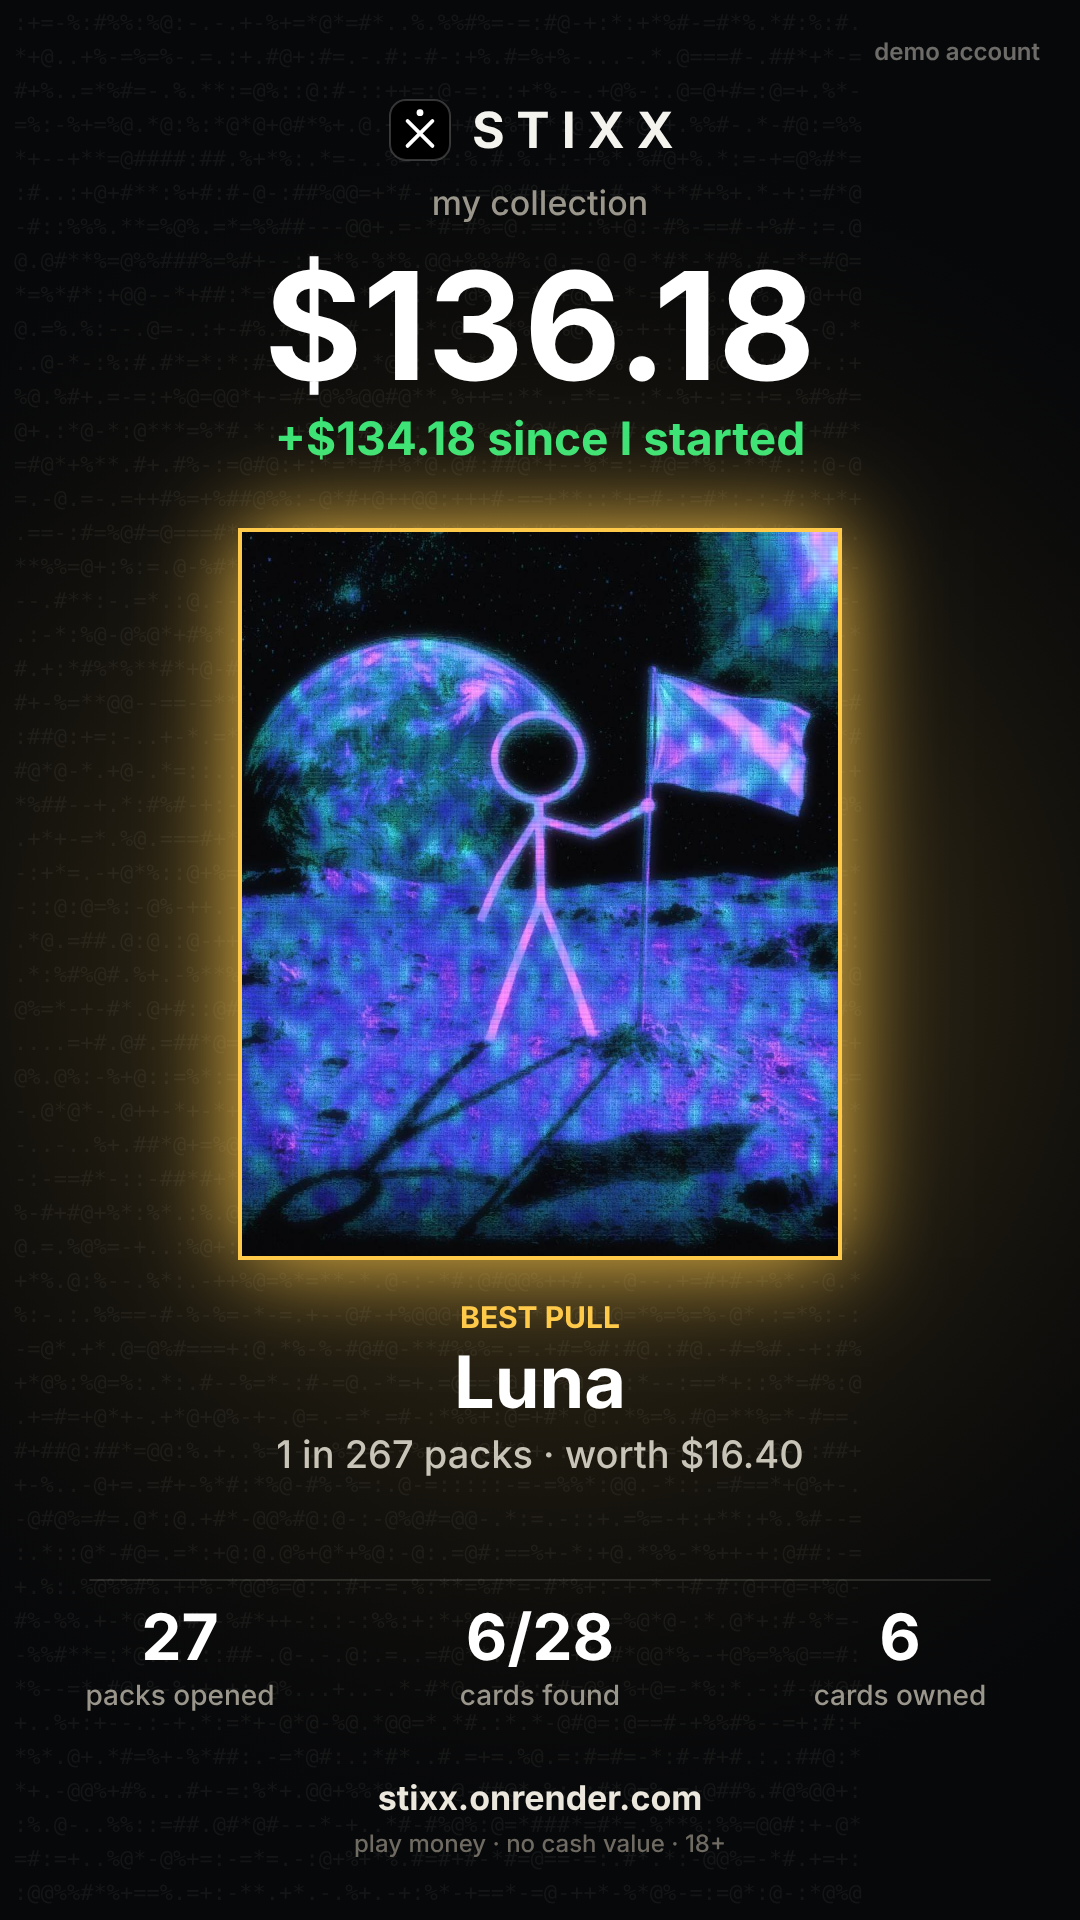 demo account
STIXX
my collection
$136.18
+$134.18 since I started
BEST PULL
Luna
1 in 267 packs · worth $16.40
27
packs opened
6/28
cards found
6
cards owned
stixx.onrender.com
play money · no cash value · 18+